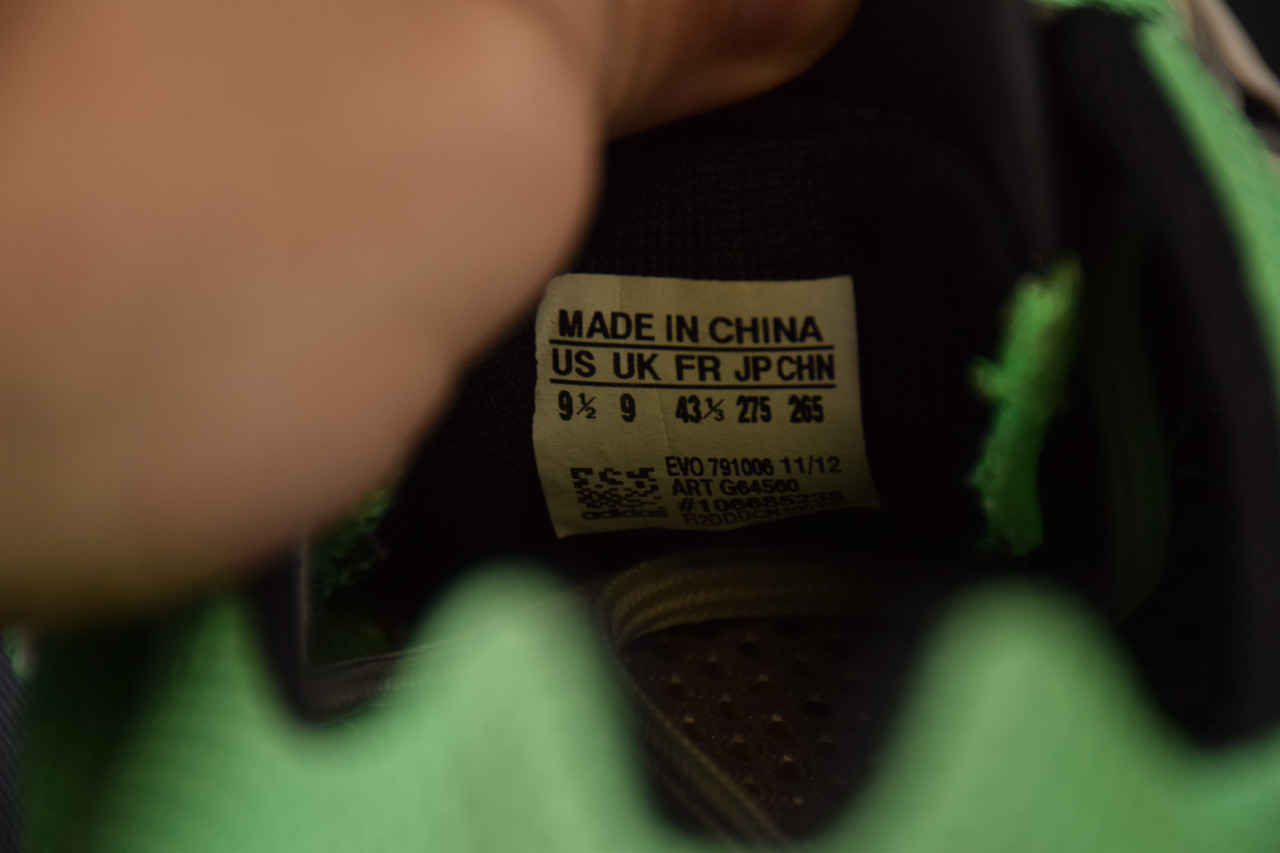 MADE IN CHINA
US UK FR JP CHN
9½ 9 43⅓ 275 265
EVO 791006 11/12
ART G64560
#106685236
adidas